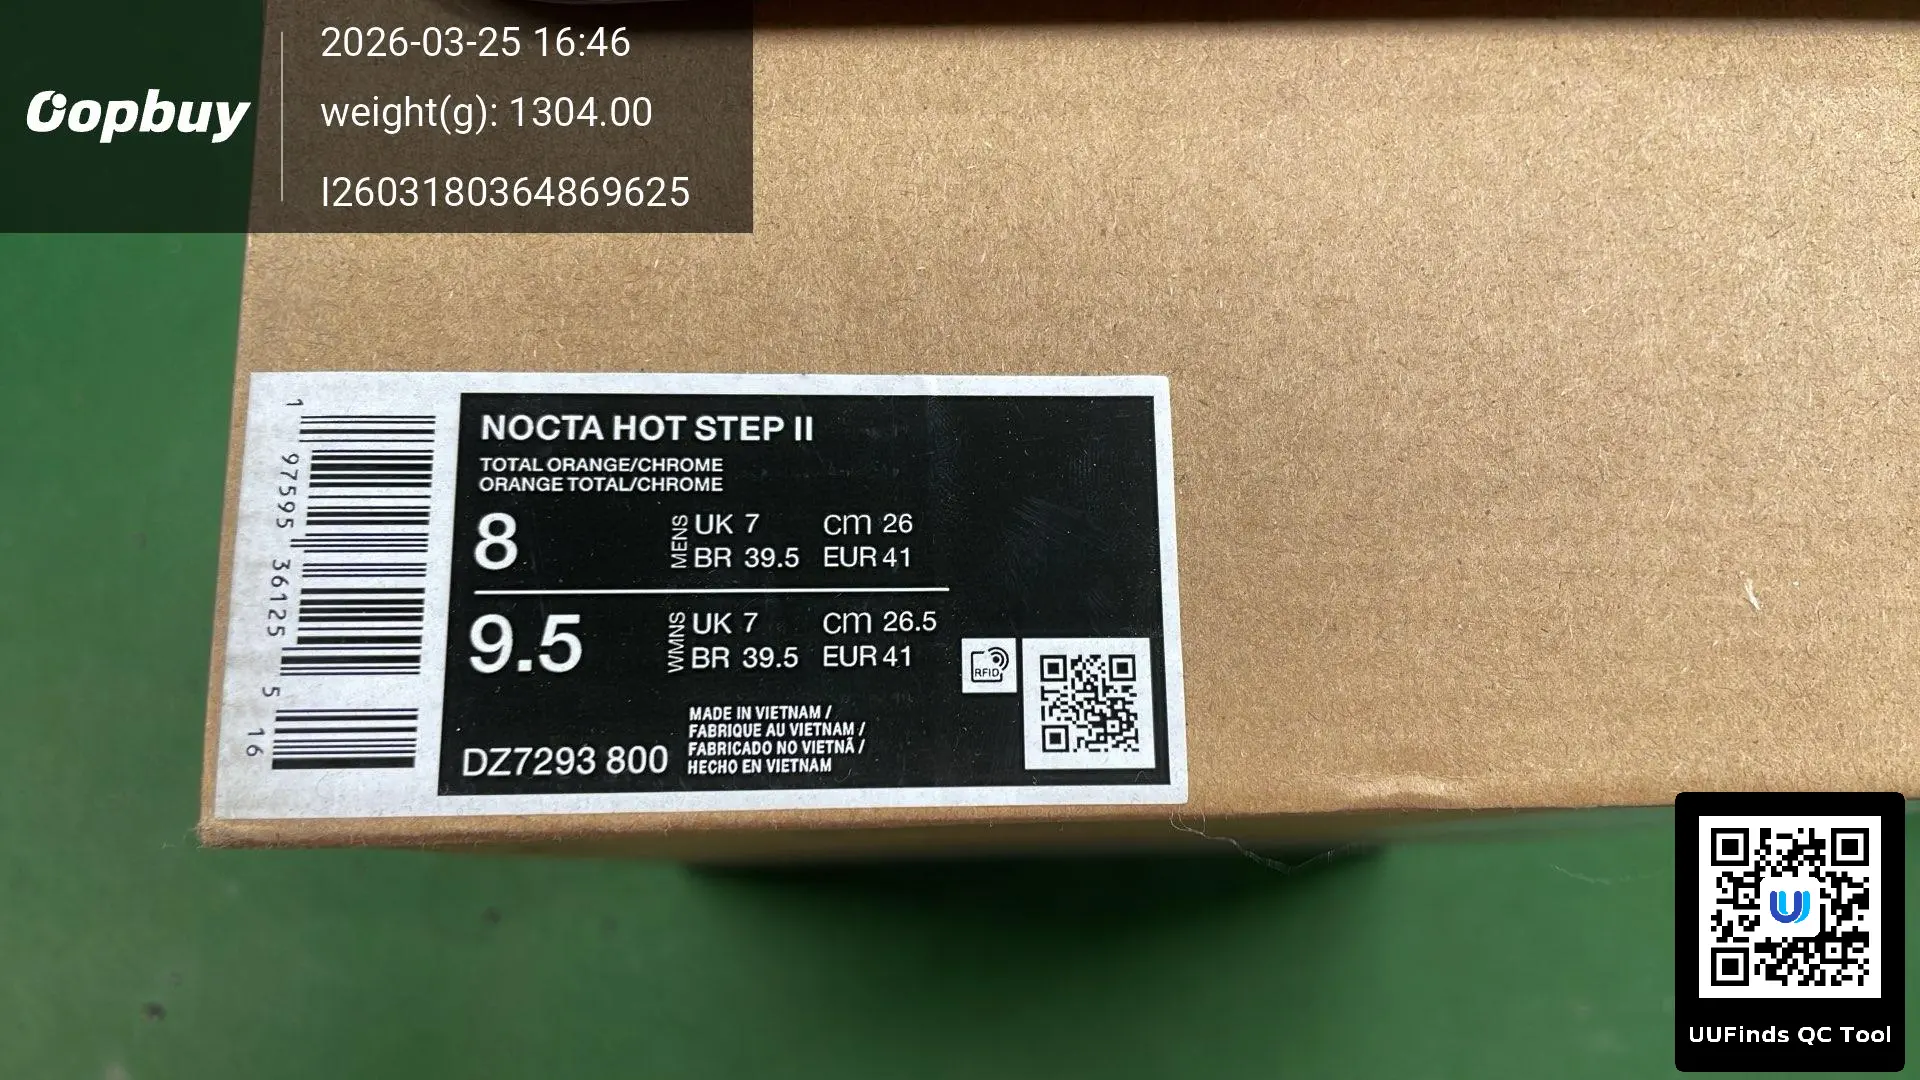 Oopbuy
2026-03-25 16:46
weight(g): 1304.00
I2603180364869625
1 97595 36125 5 16
NOCTA HOT STEP II
TOTAL ORANGE/CHROME
ORANGE TOTAL/CHROME
8 MENS UK 7 cm 26
BR 39.5 EUR 41
9.5 WMNS UK 7 cm 26.5
BR 39.5 EUR 41
RFID
MADE IN VIETNAM /
FABRIQUE AU VIETNAM /
FABRICADO NO VIETNÃ /
HECHO EN VIETNAM
DZ7293 800
UUFinds QC Tool